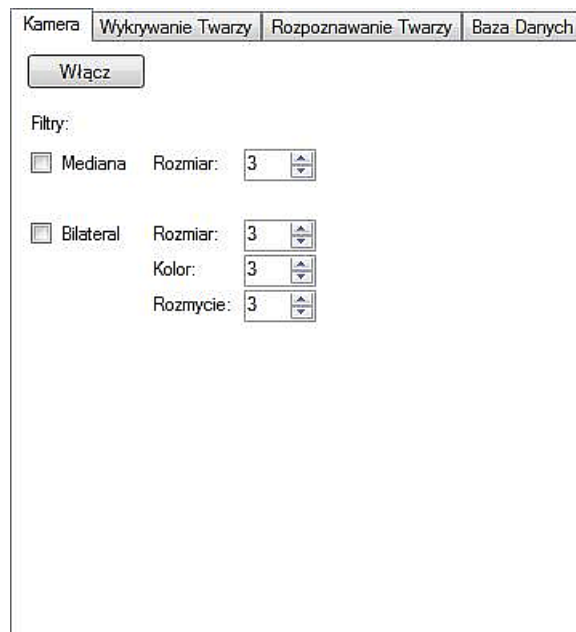 Kamera Wykrywanie Twarzy Rozpoznawanie Twarzy Baza Danych
Włącz
Filtry:
Mediana Rozmiar: 3
Bilateral Rozmiar: 3
Kolor: 3
Rozmycie: 3